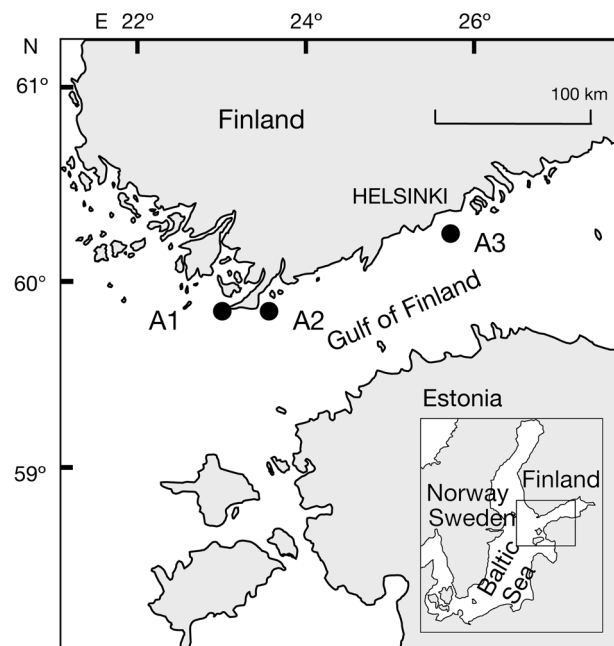 E 22° 24° 26°
N
61°
100 km
Finland
HELSINKI
A3
60°
A1 A2
Gulf of Finland
Estonia
59°
Finland
Norway
Sweden
Baltic
Sea